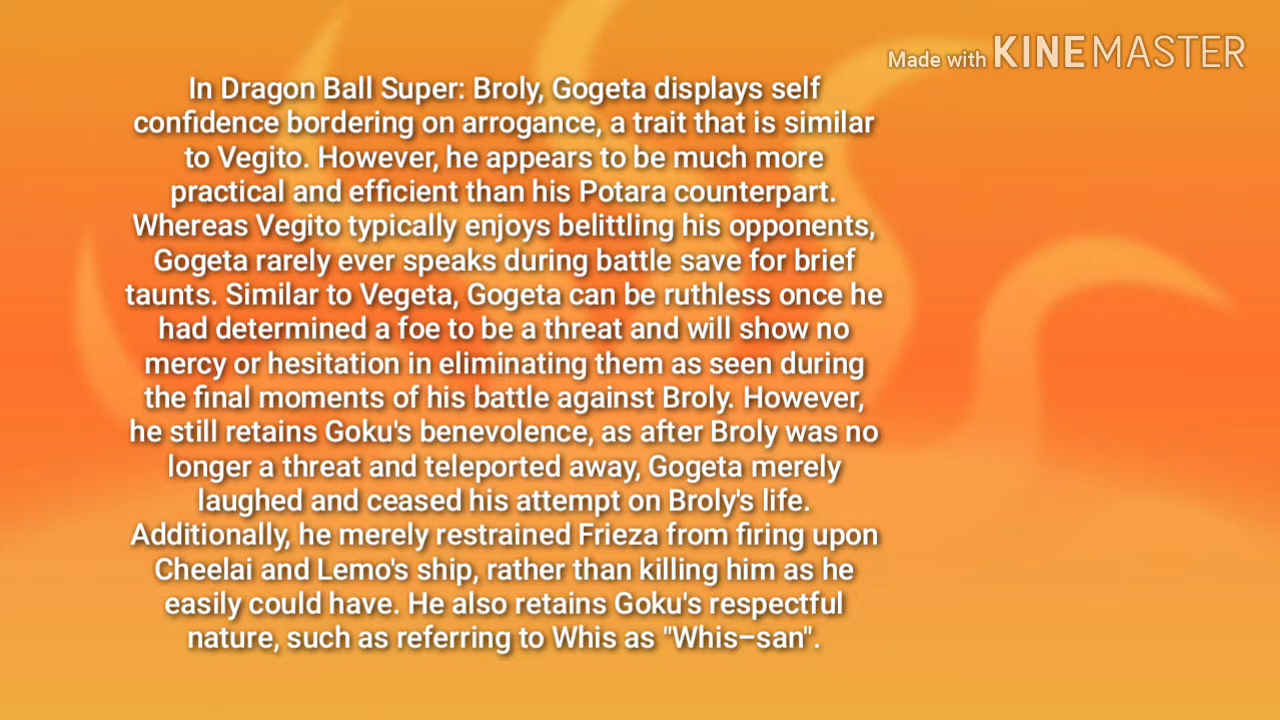 Made with KINEMASTER
In Dragon Ball Super: Broly, Gogeta displays self
confidence bordering on arrogance, a trait that is similar
to Vegito. However, he appears to be much more
practical and efficient than his Potara counterpart.
Whereas Vegito typically enjoys belittling his opponents,
Gogeta rarely ever speaks during battle save for brief
taunts. Similar to Vegeta, Gogeta can be ruthless once he
had determined a foe to be a threat and will show no
mercy or hesitation in eliminating them as seen during
the final moments of his battle against Broly. However,
he still retains Goku's benevolence, as after Broly was no
longer a threat and teleported away, Gogeta merely
laughed and ceased his attempt on Broly's life.
Additionally, he merely restrained Frieza from firing upon
Cheelai and Lemo's ship, rather than killing him as he
easily could have. He also retains Goku's respectful
nature, such as referring to Whis as "Whis–san".